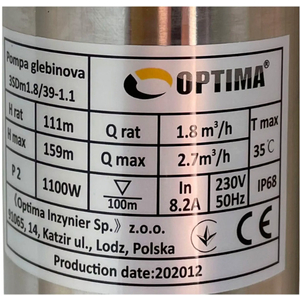 Pompa glebinova
3SDm1.8/39-1.1
OPTIMA®
H rat 111m Q rat 1.8 m³/h T max
H max 159m Q max 2.7m³/h 35℃
P 2 1100W 100m In 8.2A 230V 50Hz IP68
《Optima Inzynier Sp.》 z.o.o.
91065, 14, Katzir ul., Lodz, Polska
Production date:202012